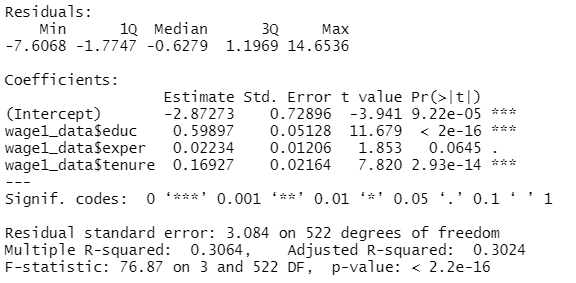 Residuals:
Min 1Q Median 3Q Max
-7.6068 -1.7747 -0.6279 1.1969 14.6536
Coefficients:
Estimate Std. Error t value Pr(>|t|)
(Intercept) -2.87273 0.72896 -3.941 9.22e-05 ***
wage1_data$educ 0.59897 0.05128 11.679 < 2e-16 ***
wage1_data$exper 0.02234 0.01206 1.853 0.0645 .
wage1_data$tenure 0.16927 0.02164 7.820 2.93e-14 ***
---
Signif. codes: 0 ‘***’ 0.001 ‘**’ 0.01 ‘*’ 0.05 ‘.’ 0.1 ‘ ’ 1
Residual standard error: 3.084 on 522 degrees of freedom
Multiple R-squared: 0.3064, Adjusted R-squared: 0.3024
F-statistic: 76.87 on 3 and 522 DF, p-value: < 2.2e-16